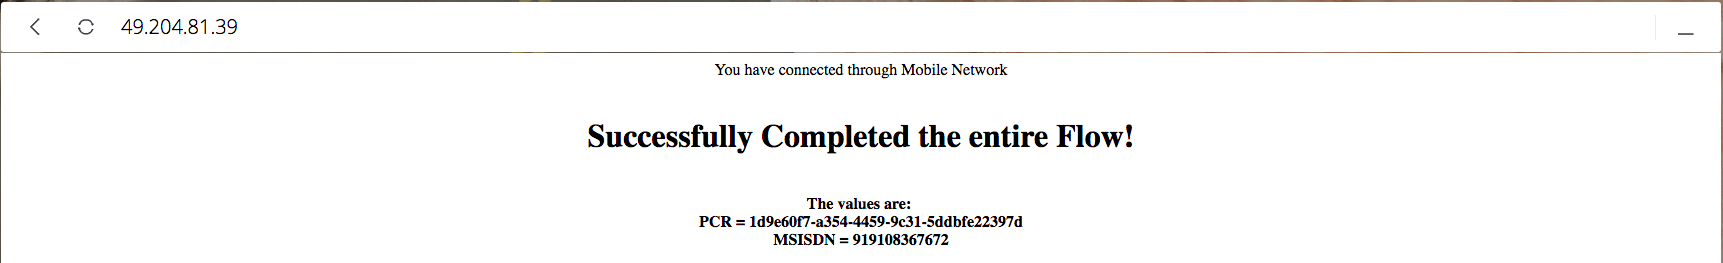 49.204.81.39
You have connected through Mobile Network
Successfully Completed the entire Flow!
The values are:
PCR = 1d9e60f7-a354-4459-9c31-5ddbfe22397d
MSISDN = 919108367672